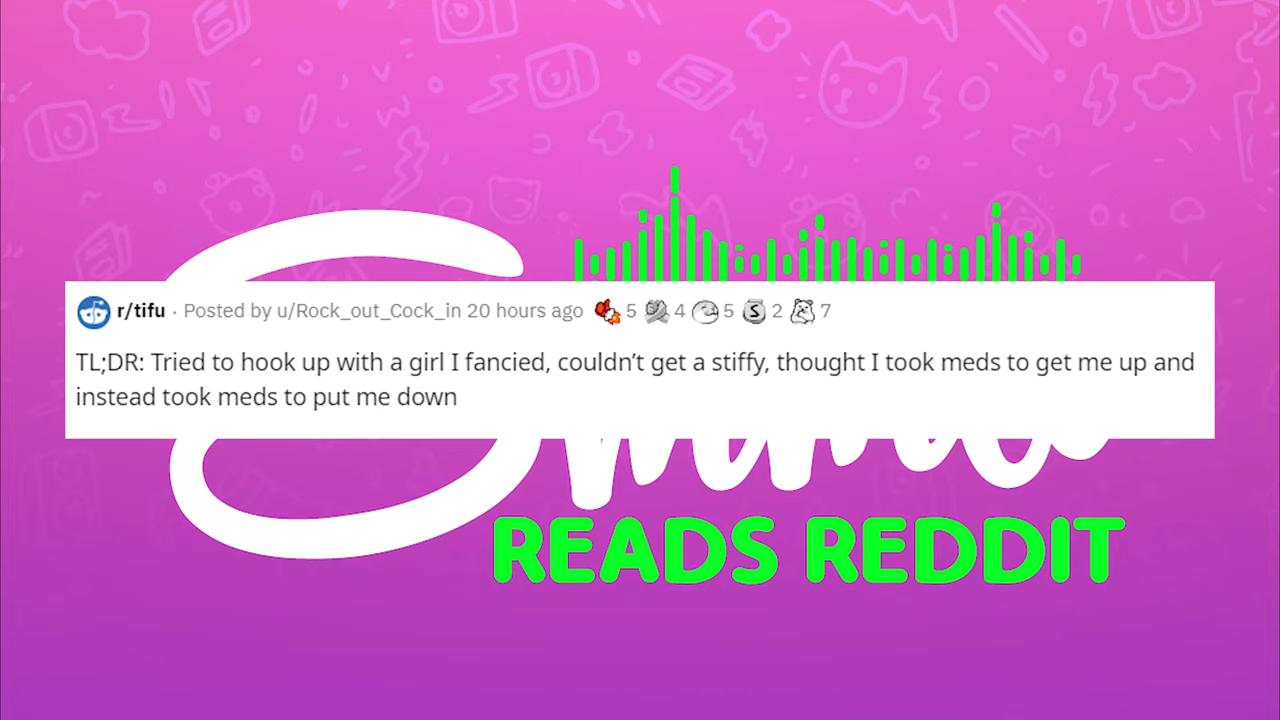 r/tifu · Posted by u/Rock_out_Cock_in 20 hours ago 5 4 5 2 7
TL;DR: Tried to hook up with a girl I fancied, couldn’t get a stiffy, thought I took meds to get me up and
instead took meds to put me down
READS REDDIT